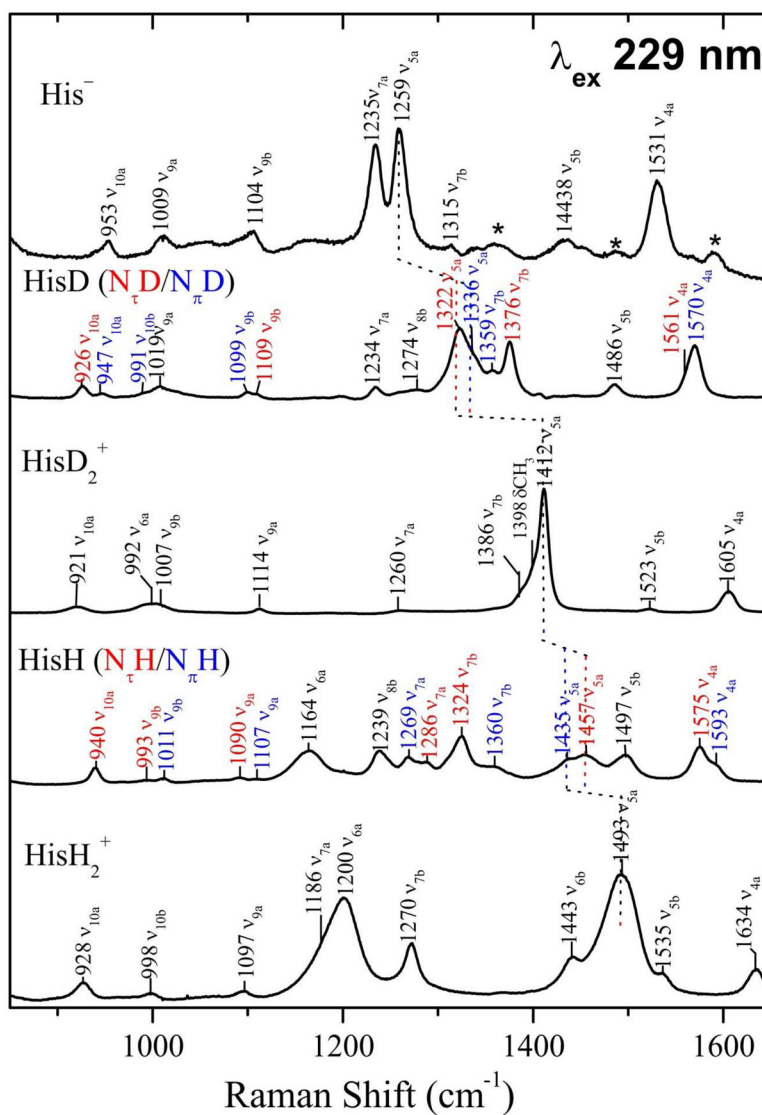 λex 229 nm
His⁻
953 ν10a
1009 ν9a
1104 ν9b
1235 ν7a
1259 ν5a
1315 ν7b
*
14438 ν5b
*
1531 ν4a
*
HisD (NτD/NπD)
926 ν10a
947 ν10a
991 ν10b
1019 ν9a
1099 ν9b
1109 ν9b
1234 ν7a
1274 ν8b
1322 ν5a
1336 ν5a
1359 ν7b
1376 ν7b
1486 ν5b
1561 ν4a
1570 ν4a
HisD2⁺
921 ν10a
992 ν6a
1007 ν9b
1114 ν9a
1260 ν7a
1386 ν7b
1398 δCH3
1412 ν5a
1523 ν5b
1605 ν4a
HisH (NτH/NπH)
940 ν10a
993 ν9b
1011 ν9b
1090 ν9a
1107 ν9a
1164 ν6a
1239 ν8b
1269 ν7a
1286 ν7a
1324 ν7b
1360 ν7b
1435 ν5a
1457 ν5a
1497 ν5b
1575 ν4a
1593 ν4a
HisH2⁺
928 ν10a
998 ν10b
1097 ν9a
1186 ν7a
1200 ν6a
1270 ν7b
1443 ν6b
1493 ν5a
1535 ν5b
1634 ν4a
1000 1200 1400 1600
Raman Shift (cm⁻¹)